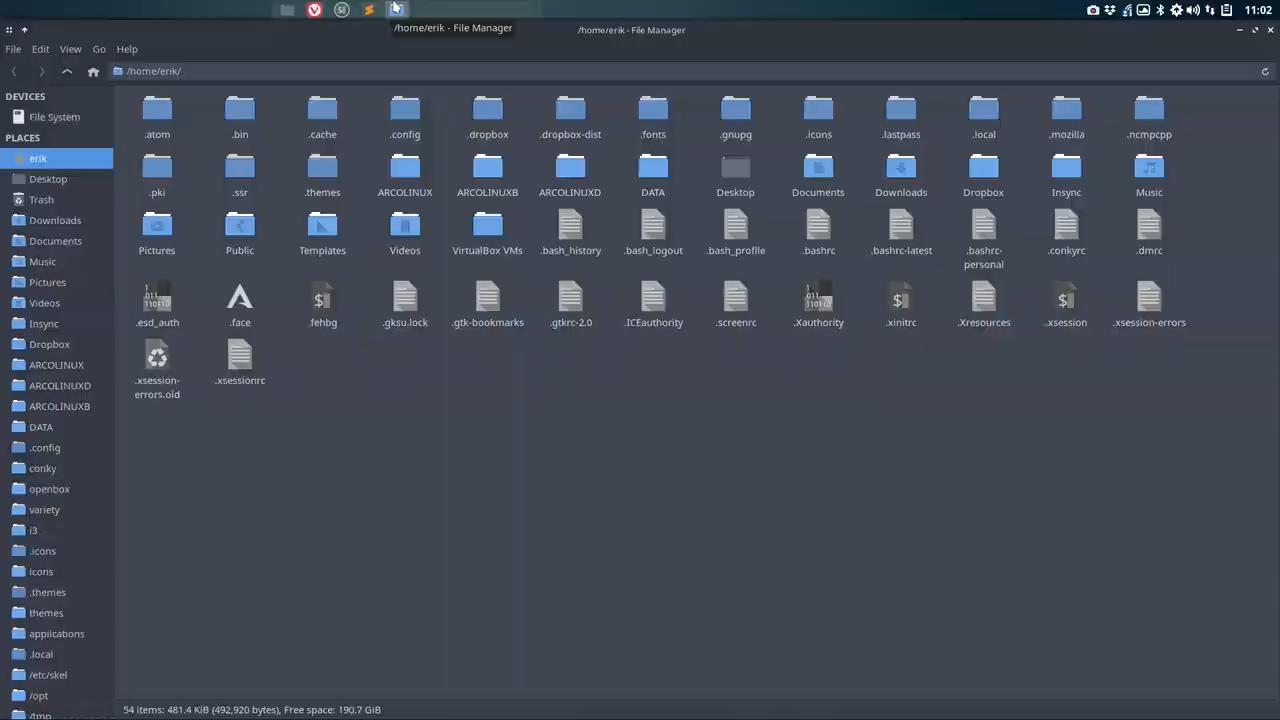 11:02
/home/erik - File Manager
/home/erik - File Manager
File Edit View Go Help
/home/erik/
DEVICES
File System
PLACES
erik
Desktop
Trash
Downloads
Documents
Music
Pictures
Videos
Insync
Dropbox
ARCOLINUX
ARCOLINUXD
ARCOLINUXB
DATA
.config
conky
openbox
variety
i3
.icons
icons
.themes
themes
applications
.local
/etc/skel
/opt
/tmp
.atom .bin .cache .config .dropbox .dropbox-dist .fonts .gnupg .icons .lastpass .local .mozilla .ncmpcpp
.pki .ssr .themes ARCOLINUX ARCOLINUXB ARCOLINUXD DATA Desktop Documents Downloads Dropbox Insync Music
Pictures Public Templates Videos VirtualBox VMs .bash_history .bash_logout .bash_profile .bashrc .bashrc-latest .bashrc- .conkyrc .dmrc
personal
.esd_auth .face .fehbg .gksu.lock .gtk-bookmarks .gtkrc-2.0 .ICEauthority .screenrc .Xauthority .xinitrc .Xresources .xsession .xsession-errors
.xsession- .xsessionrc
errors.old
54 items: 481.4 KiB (492,920 bytes), Free space: 190.7 GiB